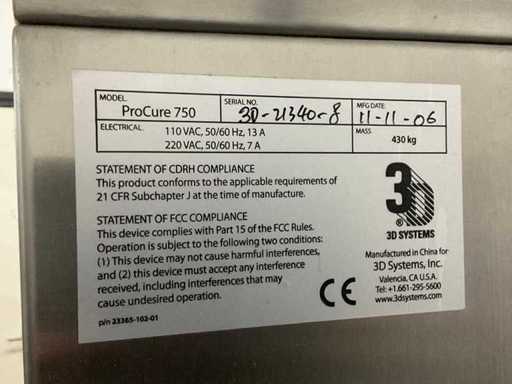 MODEL
ProCure 750
SERIAL NO.
3D-21340-8
MFG DATE
11-11-06
ELECTRICAL
110 VAC, 50/60 Hz, 13 A
220 VAC, 50/60 Hz, 7 A
MASS
430 kg
STATEMENT OF CDRH COMPLIANCE
This product conforms to the applicable requirements of
21 CFR Subchapter J at the time of manufacture.
STATEMENT OF FCC COMPLIANCE
This device complies with Part 15 of the FCC Rules.
Operation is subject to the following two conditions:
(1) This device may not cause harmful interferences,
and (2) this device must accept any interference
received, including interferences that may
cause undesired operation.
p/n 23365-102-01
CE
3D
®
3D SYSTEMS
Manufactured in China for
3D Systems, Inc.
Valencia, CA U.S.A.
Tel: +1.661-295-5600
www.3dsystems.com